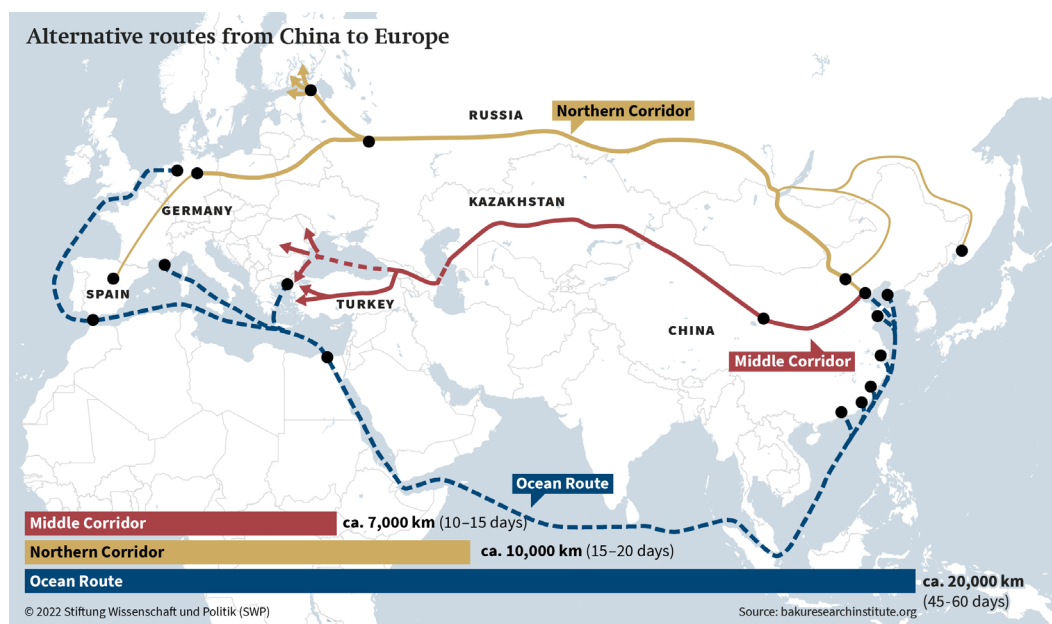 Alternative routes from China to Europe
RUSSIA
Northern Corridor
KAZAKHSTAN
GERMANY
SPAIN
TURKEY
CHINA
Middle Corridor
Ocean Route
Middle Corridor ca. 7,000 km (10–15 days)
Northern Corridor ca. 10,000 km (15–20 days)
Ocean Route ca. 20,000 km
(45-60 days)
© 2022 Stiftung Wissenschaft und Politik (SWP) Source: bakuresearchinstitute.org